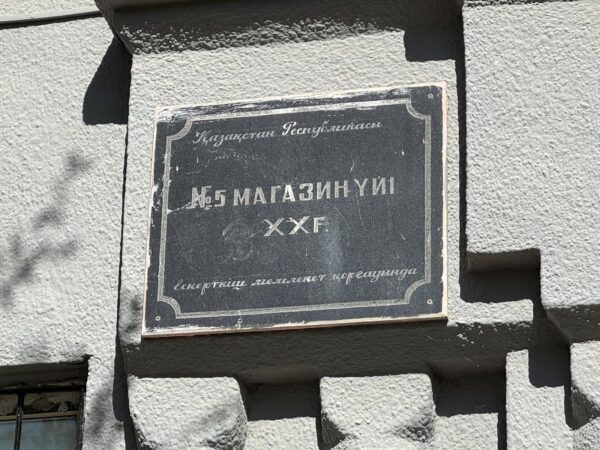 Қазақстан Республикасы
№5 МАГАЗИН ҮЙІ
XXғ.
Ескерткіш мемлекет қорғауында